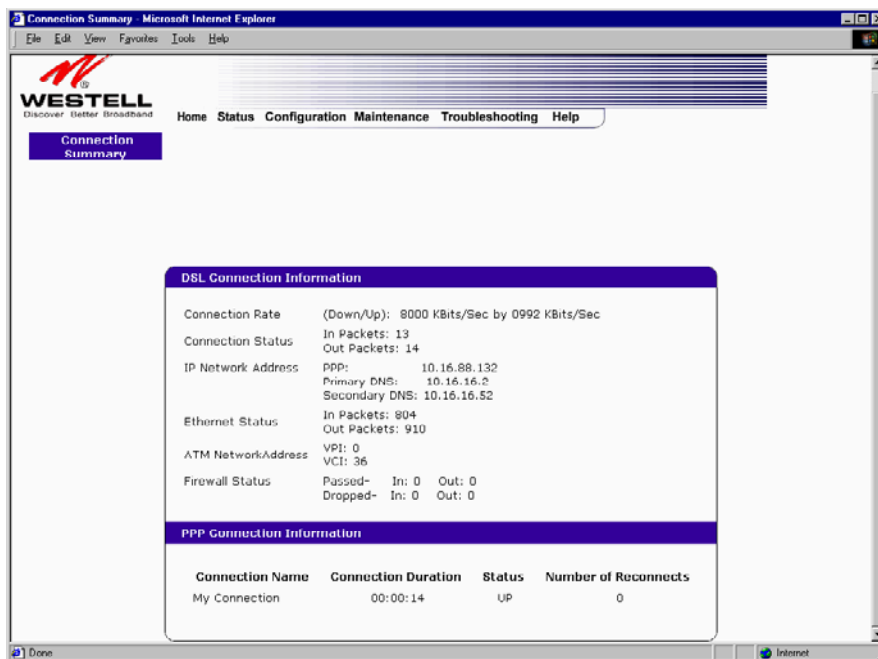 Connection Summary - Microsoft Internet Explorer
File Edit View Favorites Tools Help
WESTELL
Discover Better Broadband
Home Status Configuration Maintenance Troubleshooting Help
Connection
Summary
DSL Connection Information
Connection Rate (Down/Up): 8000 KBits/Sec by 0992 KBits/Sec
Connection Status In Packets: 13
Out Packets: 14
IP Network Address PPP: 10.16.88.132
Primary DNS: 10.16.16.2
Secondary DNS: 10.16.16.52
Ethernet Status In Packets: 804
Out Packets: 910
ATM NetworkAddress VPI: 0
VCI: 36
Firewall Status Passed- In: 0 Out: 0
Dropped- In: 0 Out: 0
PPP Connection Information
Connection Name Connection Duration Status Number of Reconnects
My Connection 00:00:14 UP 0
Done Internet